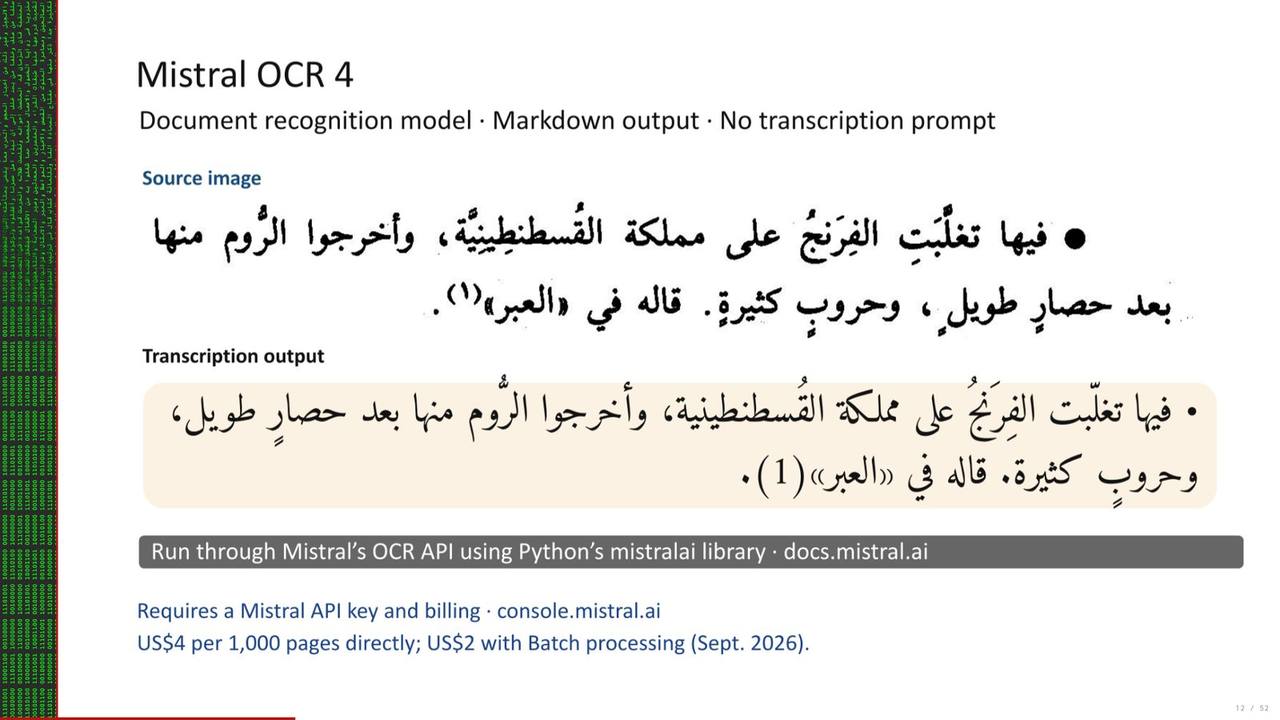 Mistral OCR 4
Document recognition model · Markdown output · No transcription prompt
Source image
● فيها تغلَّبَتِ الفِرَنجُ على مملكة القُسطنطِينِيَّة، وأخرجوا الرُّوم منها
بعد حصارٍ طويلٍ، وحروبٍ كثيرةٍ. قاله في «العبر»(١).
Transcription output
• فيها تغلّبت الفِرَنجُ على مملكة القُسطنطينية، وأخرجوا الرُّوم منها بعد حصارٍ طويل،
وحروبٍ كثيرة. قاله في «العبر»(1).
Run through Mistral’s OCR API using Python’s mistralai library · docs.mistral.ai
Requires a Mistral API key and billing · console.mistral.ai
US$4 per 1,000 pages directly; US$2 with Batch processing (Sept. 2026).
12 / 52